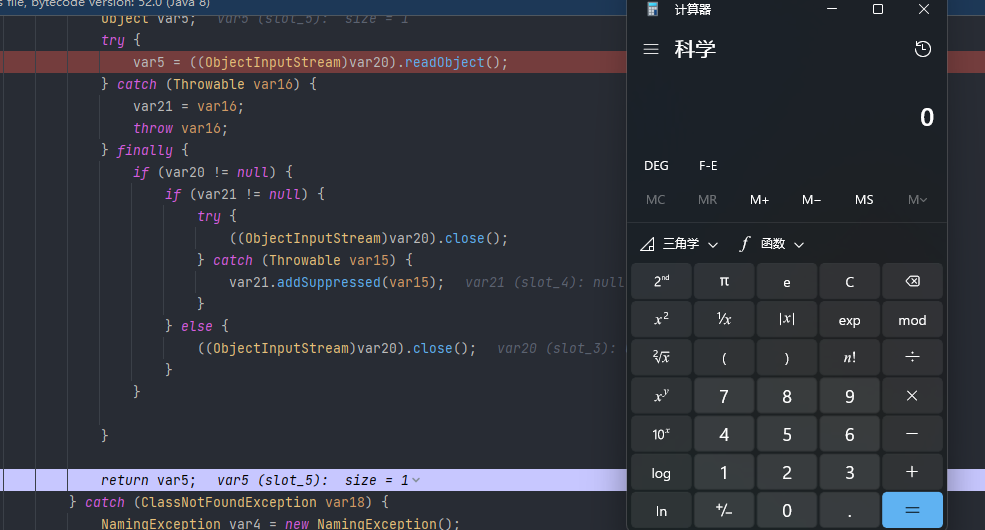 s file, bytecode version: 52.0 (Java 8)
Object var5;   var5 (slot_5):  size = 1
try {
var5 = ((ObjectInputStream)var20).readObject();
} catch (Throwable var16) {
var21 = var16;
throw var16;
} finally {
if (var20 != null) {
if (var21 != null) {
try {
((ObjectInputStream)var20).close();
} catch (Throwable var15) {
var21.addSuppressed(var15);   var21 (slot_4): null
}
} else {
((ObjectInputStream)var20).close();   var20 (slot_3):
}
}
}
return var5;   var5 (slot_5):  size = 1
} catch (ClassNotFoundException var18) {
NamingException var4 = new NamingException();
计算器
科学
0
DEG F-E
MC MR M+ M− MS M
三角学 f 函数
2ⁿᵈ π e C
x² ¹/x |x| exp mod
²√x ( ) n! ÷
xʸ 7 8 9 ×
10ˣ 4 5 6 −
log 1 2 3 +
ln +/− 0 . =